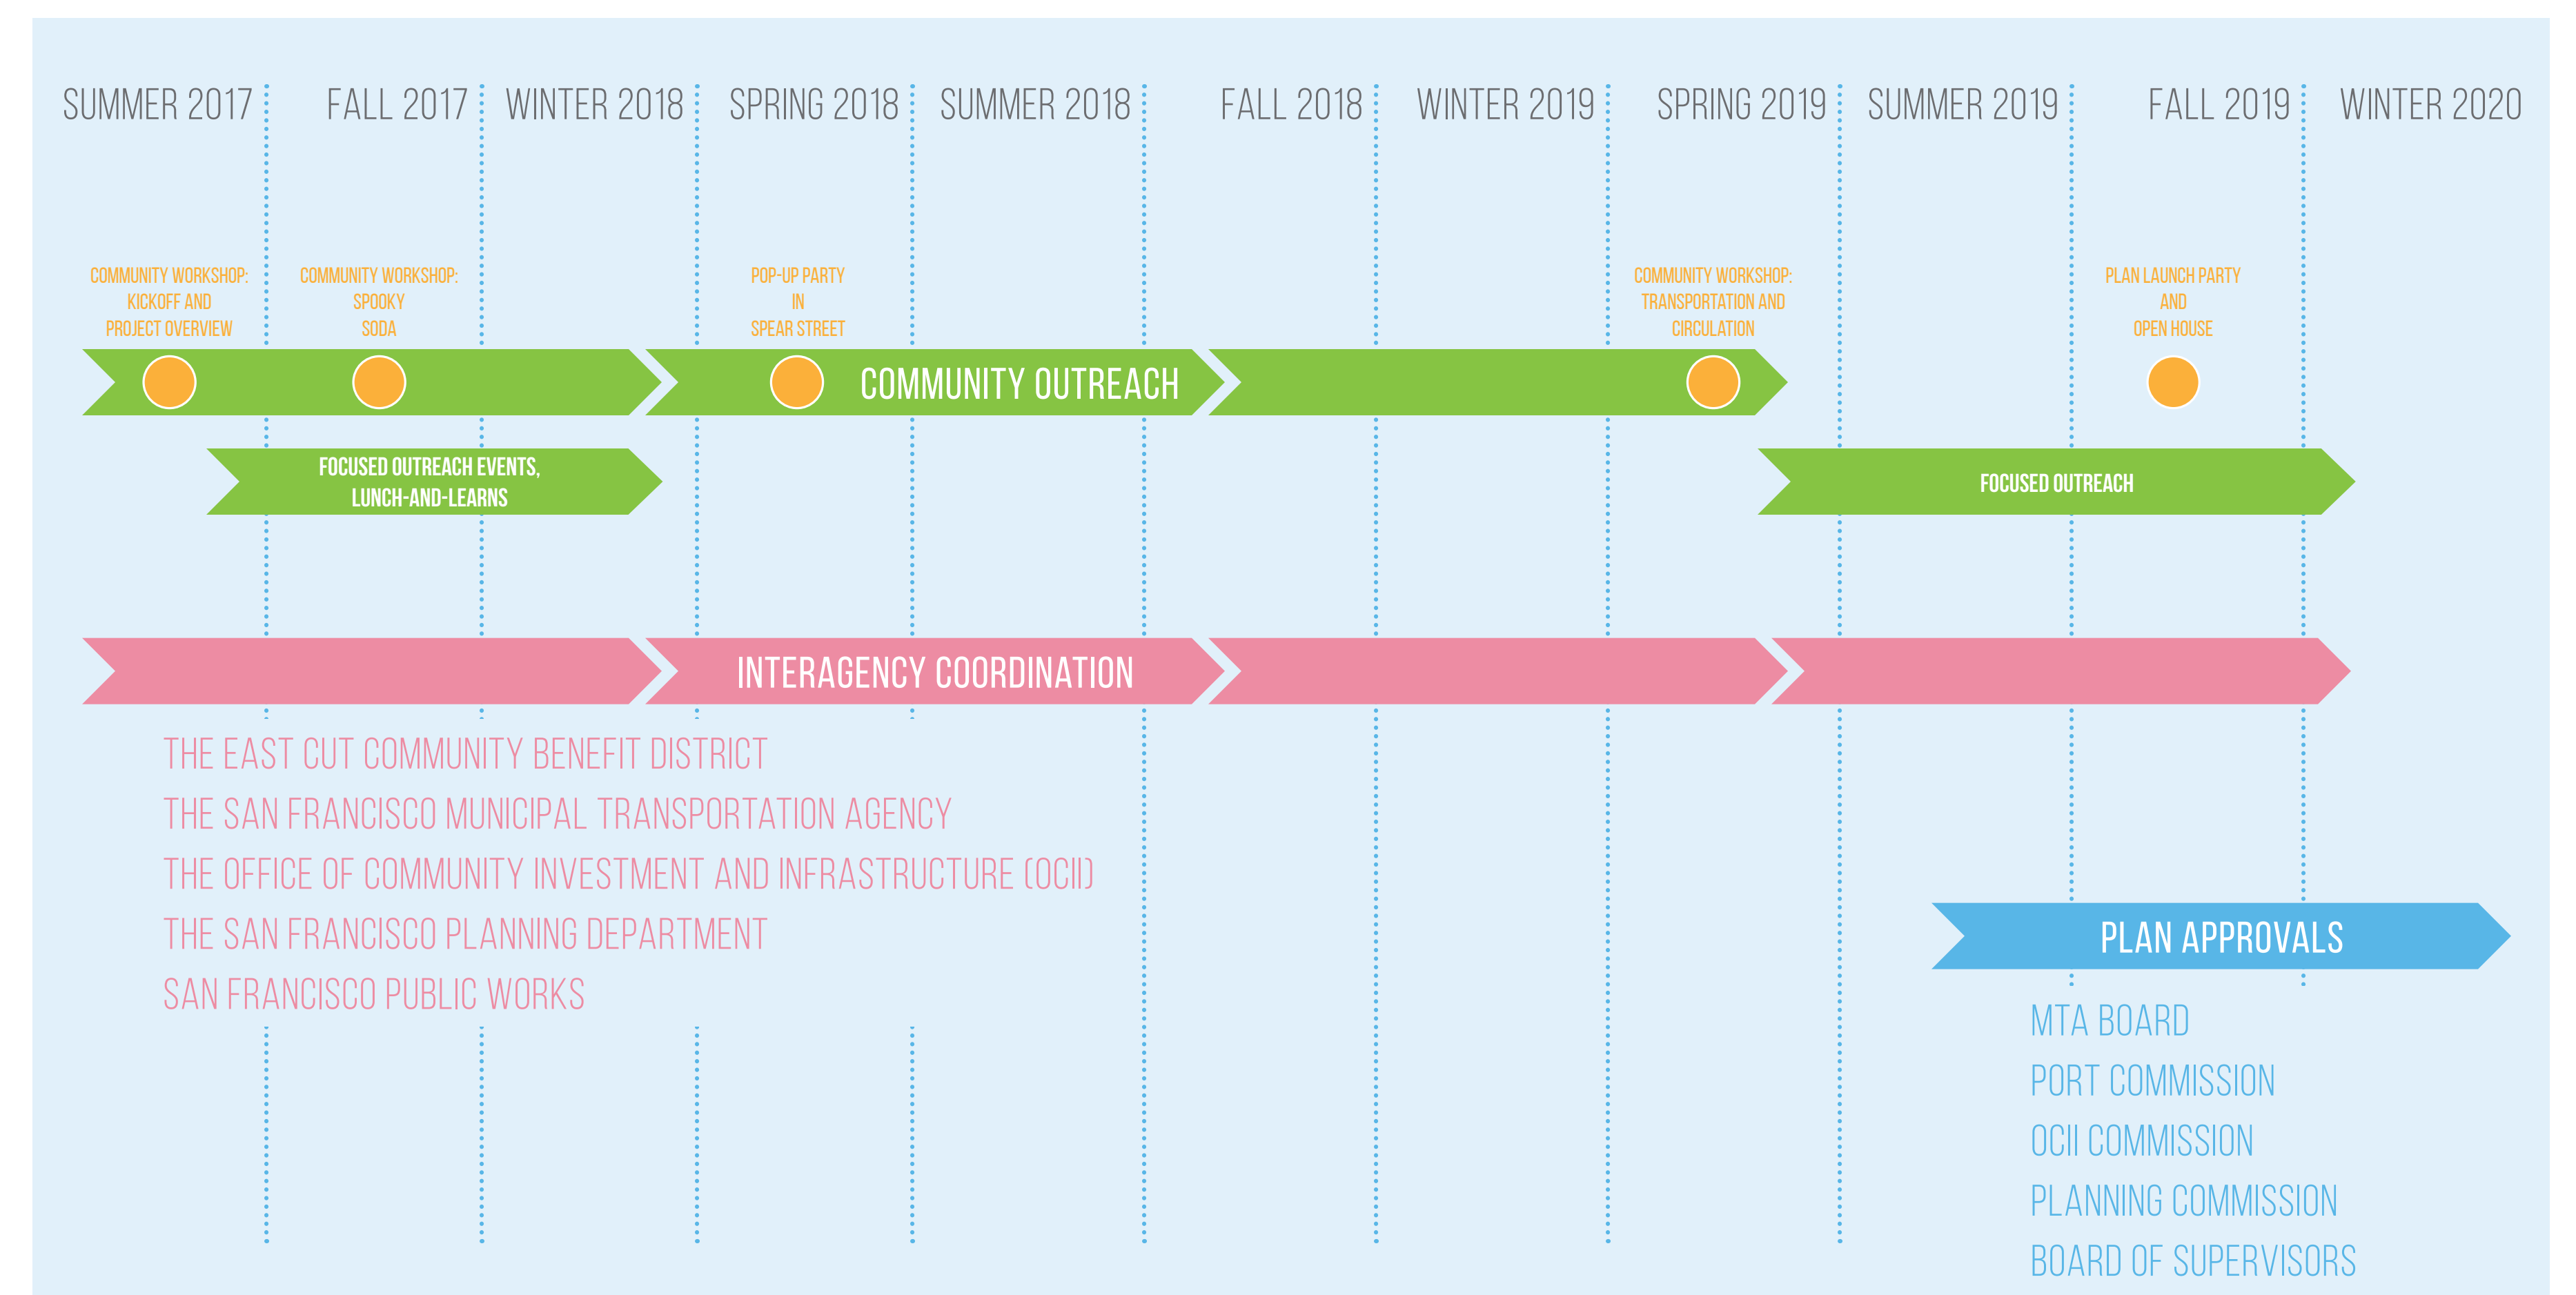 SUMMER 2017
FALL 2017
WINTER 2018
SPRING 2018
SUMMER 2018
FALL 2018
WINTER 2019
SPRING 2019
SUMMER 2019
FALL 2019
WINTER 2020
COMMUNITY WORKSHOP:
KICKOFF AND
PROJECT OVERVIEW
COMMUNITY WORKSHOP:
SPOOKY
SODA
POP-UP PARTY
IN
SPEAR STREET
COMMUNITY WORKSHOP:
TRANSPORTATION AND
CIRCULATION
PLAN LAUNCH PARTY
AND
OPEN HOUSE
COMMUNITY OUTREACH
FOCUSED OUTREACH EVENTS,
LUNCH-AND-LEARNS
FOCUSED OUTREACH
INTERAGENCY COORDINATION
THE EAST CUT COMMUNITY BENEFIT DISTRICT
THE SAN FRANCISCO MUNICIPAL TRANSPORTATION AGENCY
THE OFFICE OF COMMUNITY INVESTMENT AND INFRASTRUCTURE (OCII)
THE SAN FRANCISCO PLANNING DEPARTMENT
SAN FRANCISCO PUBLIC WORKS
PLAN APPROVALS
MTA BOARD
PORT COMMISSION
OCII COMMISSION
PLANNING COMMISSION
BOARD OF SUPERVISORS